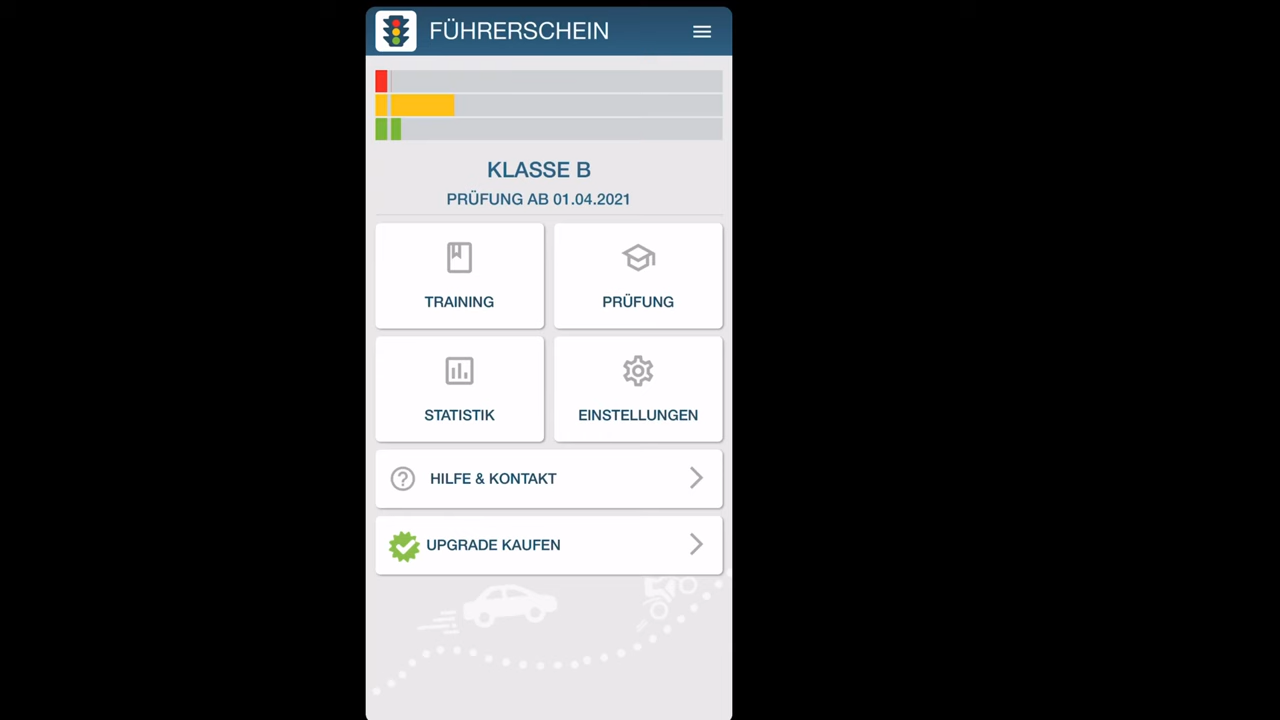 FÜHRERSCHEIN
KLASSE B
PRÜFUNG AB 01.04.2021
TRAINING
PRÜFUNG
STATISTIK
EINSTELLUNGEN
HILFE & KONTAKT
UPGRADE KAUFEN